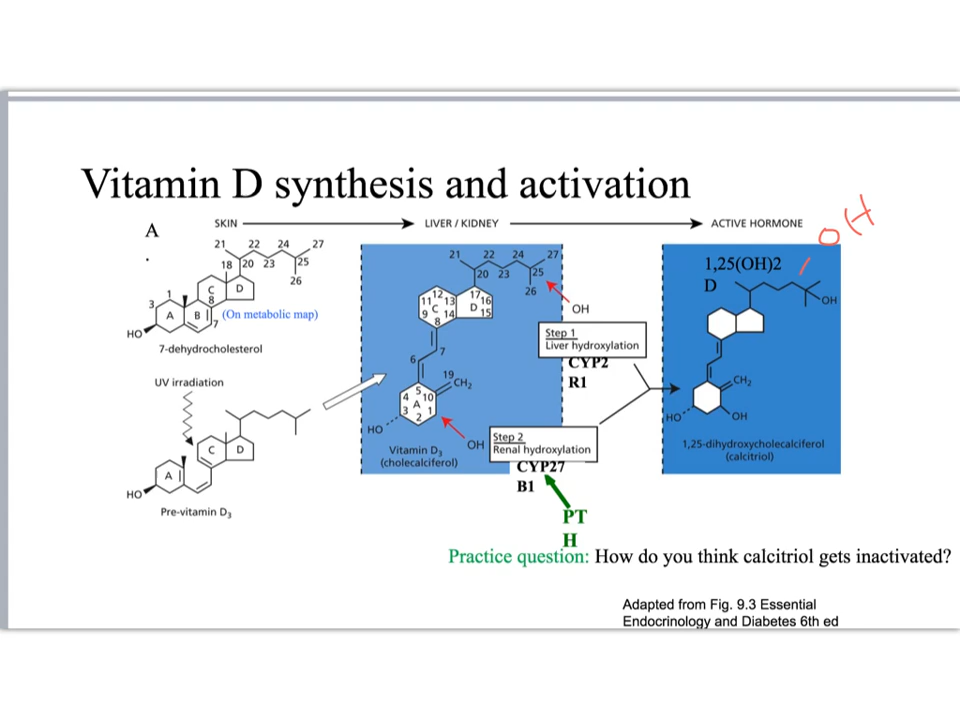 Vitamin D synthesis and activation
A
.
SKIN
LIVER / KIDNEY
ACTIVE HORMONE
OH
21 22 24 27
18 20 23 25
26
C
8
D
1
3
A
B
7
HO
(On metabolic map)
7-dehydrocholesterol
UV irradiation
C
D
A
HO
Pre-vitamin D3
21 22 24 27
20 23 25
26
12
11 13
17
16
C
D
9 14
15
8
7
6
19
CH2
5
4 10
A
3 1
2
HO
OH
Step 1
Liver hydroxylation
CYP2
R1
OH
Step 2
Renal hydroxylation
CYP27
B1
Vitamin D3
(cholecalciferol)
PT
H
1,25(OH)2
D
OH
CH2
HO
OH
1,25-dihydroxycholecalciferol
(calcitriol)
Practice question: How do you think calcitriol gets inactivated?
Adapted from Fig. 9.3 Essential
Endocrinology and Diabetes 6th ed